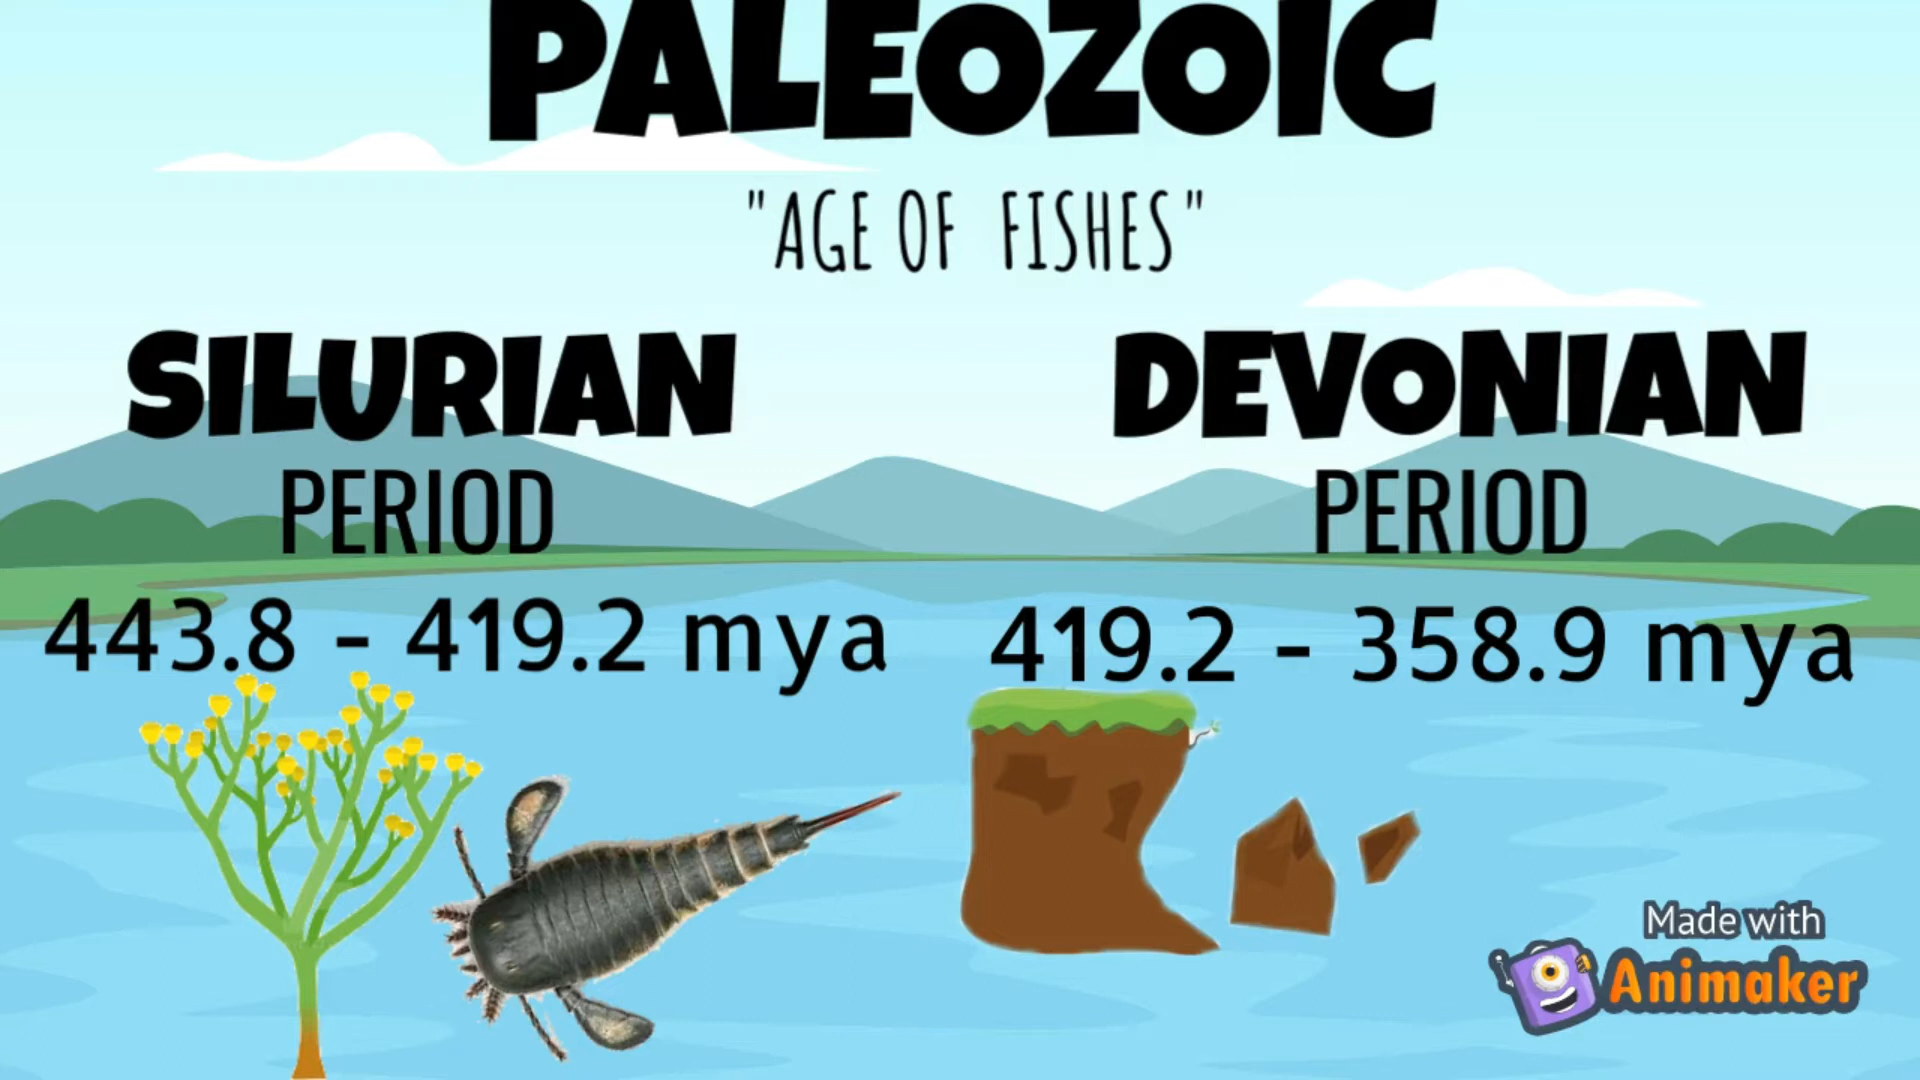 PALEOZOIC
"AGE OF FISHES"
SILURIAN
PERIOD
443.8 - 419.2 mya
DEVONIAN
PERIOD
419.2 - 358.9 mya
Made with
Animaker